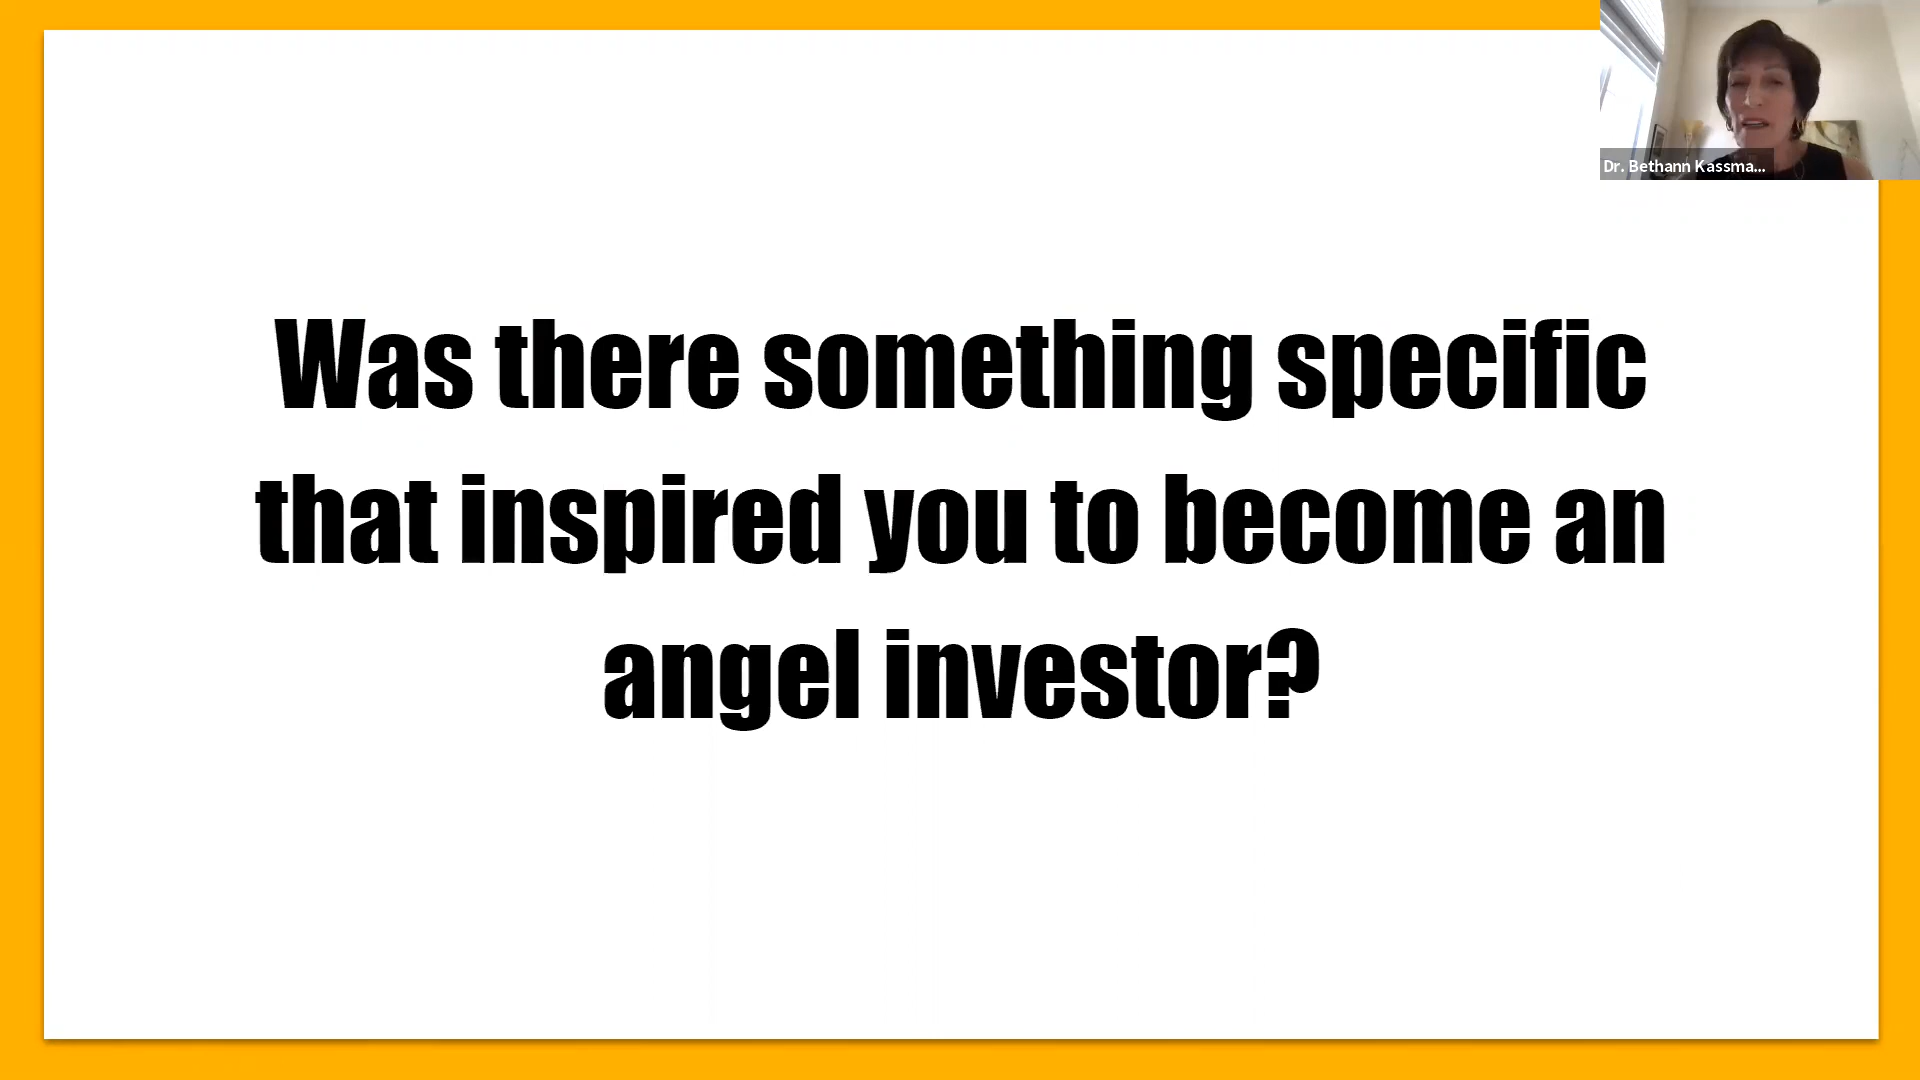 Dr. Bethann Kassma...
Was there something specific
that inspired you to become an
angel investor?